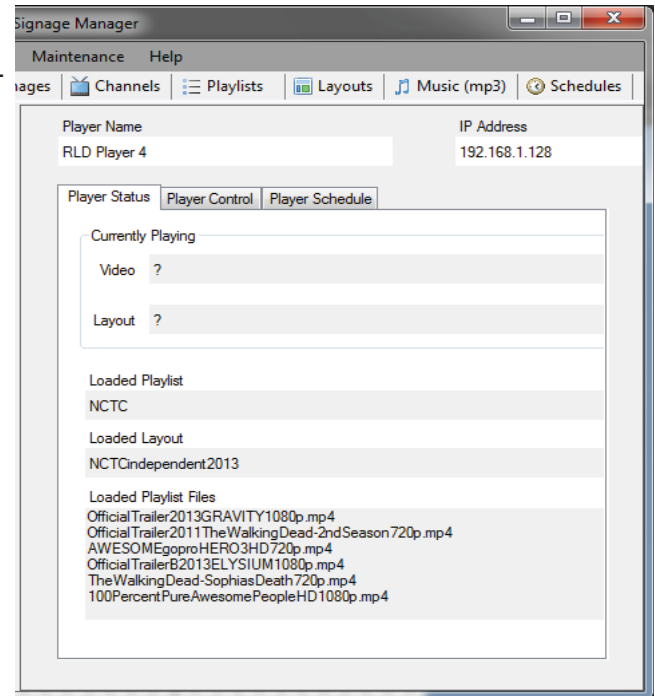 Signage Manager
Maintenance Help
nages Channels Playlists Layouts Music (mp3) Schedules
Player Name IP Address
RLD Player 4 192.168.1.128
Player Status Player Control Player Schedule
Currently Playing
Video ?
Layout ?
Loaded Playlist
NCTC
Loaded Layout
NCTCindependent2013
Loaded Playlist Files
OfficialTrailer2013GRAVITY1080p.mp4
OfficialTrailer2011TheWalkingDead-2ndSeason720p.mp4
AWESOMEgoproHERO3HD720p.mp4
OfficialTrailerB2013ELYSIUM1080p.mp4
TheWalkingDead-SophiasDeath720p.mp4
100PercentPureAwesomePeopleHD1080p.mp4